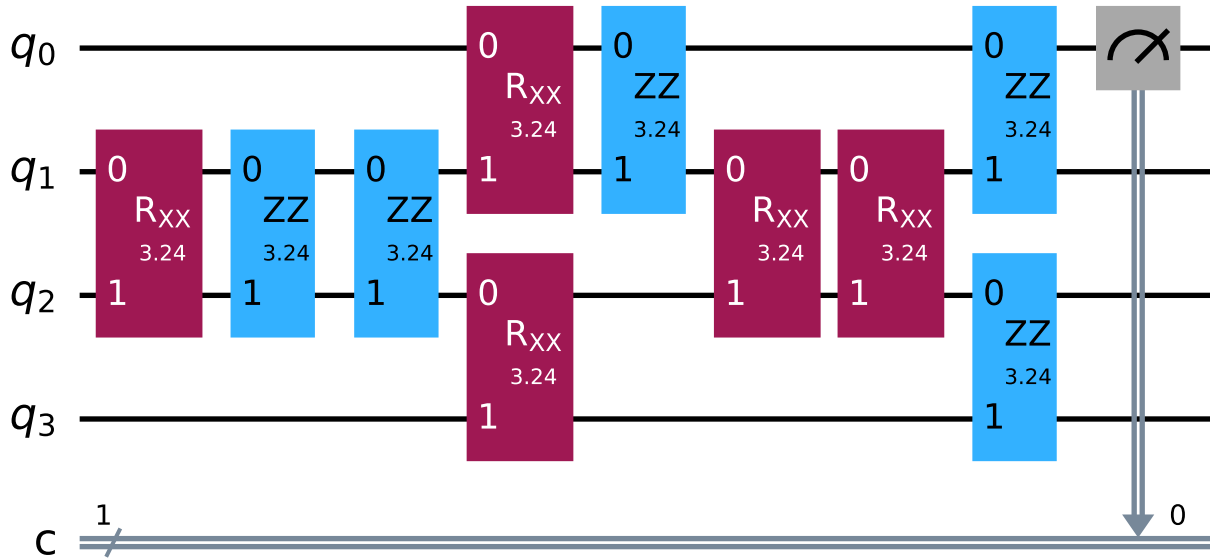 q0 0 0 0
RXX ZZ ZZ
3.24 3.24 3.24
q1 0 0 0 1 1 0 0 1
RXX ZZ ZZ RXX RXX
3.24 3.24 3.24 3.24 3.24
q2 1 1 1 0 1 1 0
RXX ZZ
3.24 3.24
q3 1 1
1 0
c